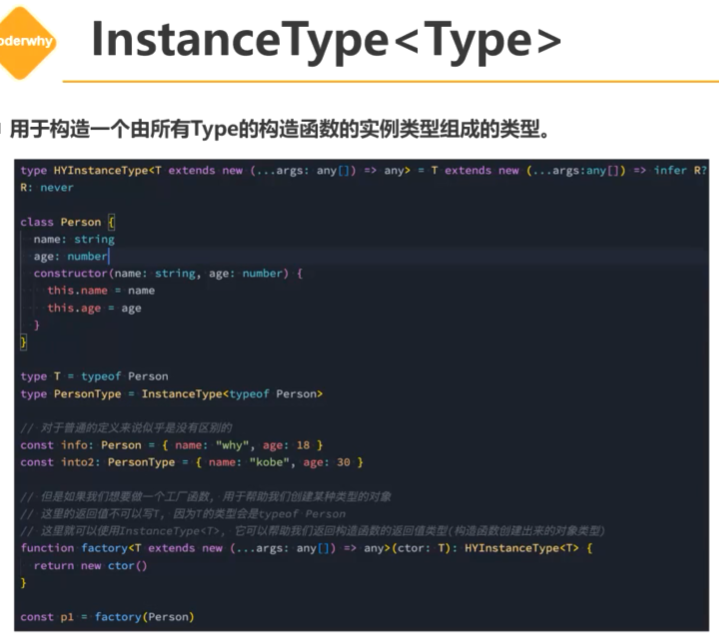 oderwhy
InstanceType<Type>
用于构造一个由所有Type的构造函数的实例类型组成的类型。
type HYInstanceType<T extends new (...args: any[]) => any> = T extends new (...args:any[]) => infer R?
R: never
class Person {
name: string
age: number
constructor(name: string, age: number) {
this.name = name
this.age = age
}
}
type T = typeof Person
type PersonType = InstanceType<typeof Person>
// 对于普通的定义来说似乎是没有区别的
const info: Person = { name: "why", age: 18 }
const into2: PersonType = { name: "kobe", age: 30 }
// 但是如果我们想要做一个工厂函数, 用于帮助我们创建某种类型的对象
// 这里的返回值不可以写T, 因为T的类型会是typeof Person
// 这里就可以使用InstanceType<T>, 它可以帮助我们返回构造函数的返回值类型(构造函数创建出来的对象类型)
function factory<T extends new (...args: any[]) => any>(ctor: T): HYInstanceType<T> {
return new ctor()
}
const p1 = factory(Person)